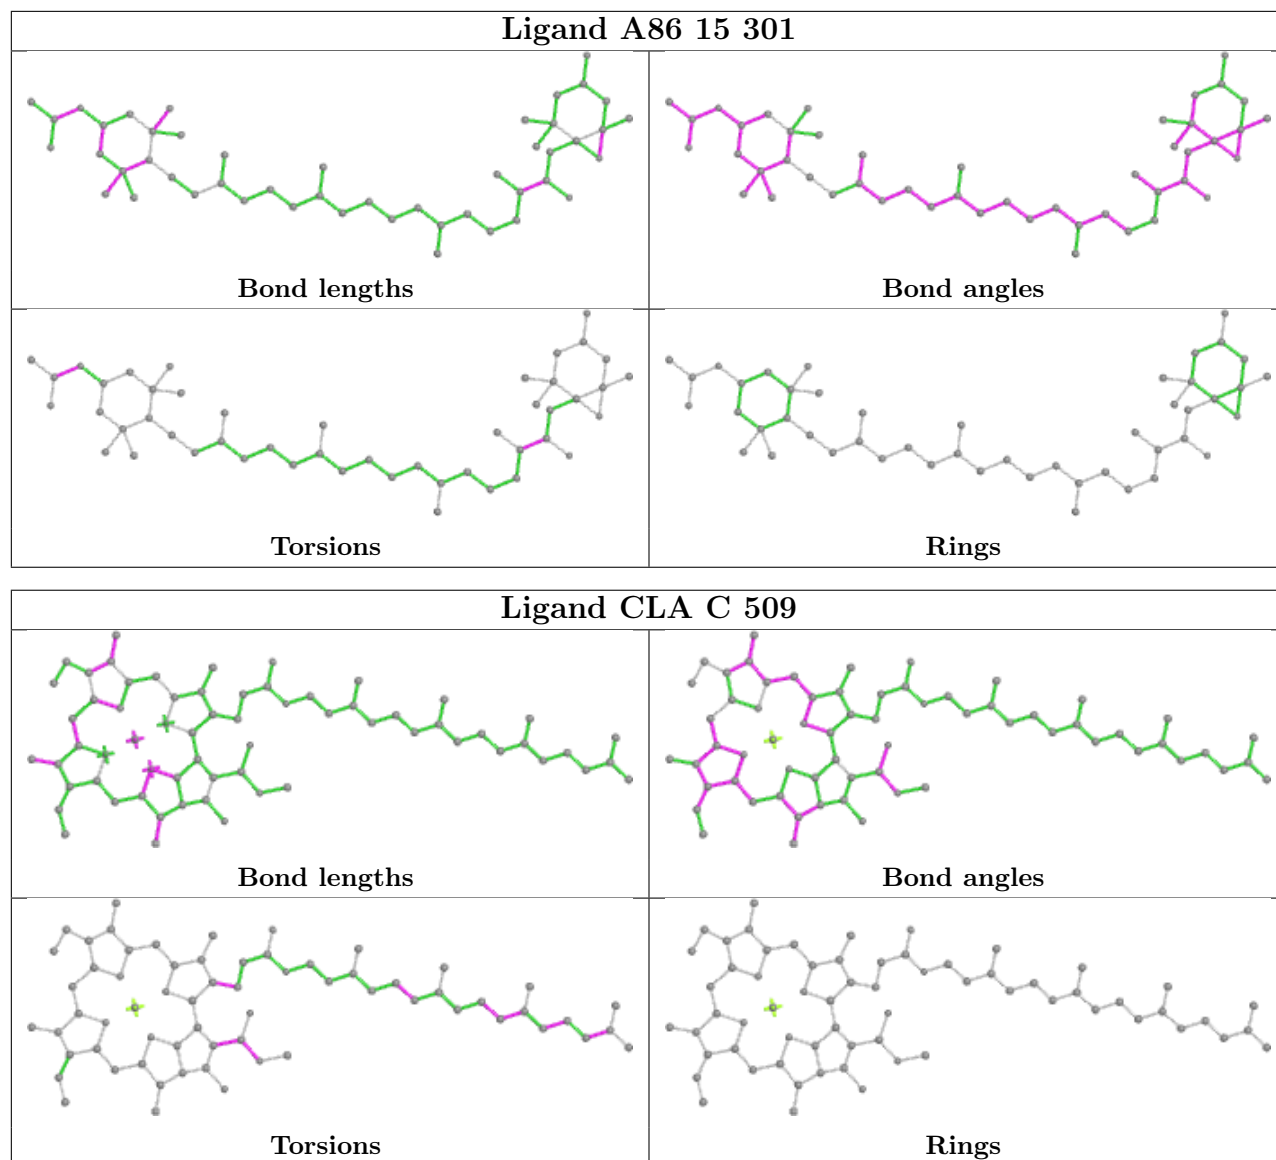 Ligand A86 15 301
Bond lengths
Bond angles
Torsions
Rings
Ligand CLA C 509
Bond lengths
Bond angles
Torsions
Rings